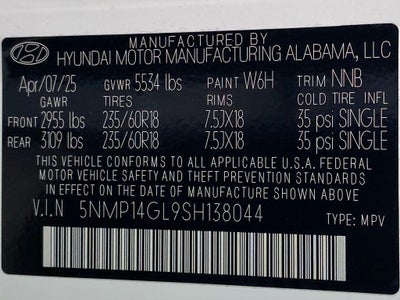 MANUFACTURED BY
HYUNDAI MOTOR MANUFACTURING ALABAMA, LLC
Apr/07/25 GVWR 5534 lbs PAINT W6H TRIM NNB
GAWR TIRES RIMS COLD TIRE INFL
FRONT 2955 lbs 235/60R18 7.5JX18 35 psi SINGLE
REAR 3109 lbs 235/60R18 7.5JX18 35 psi SINGLE
THIS VEHICLE CONFORMS TO ALL APPLICABLE U.S.A. FEDERAL
MOTOR VEHICLE SAFETY AND THEFT PREVENTION STANDARDS
IN EFFECT ON THE DATE OF MANUFACTURE SHOWN ABOVE
V.I.N 5NMP14GL9SH138044 TYPE: MPV